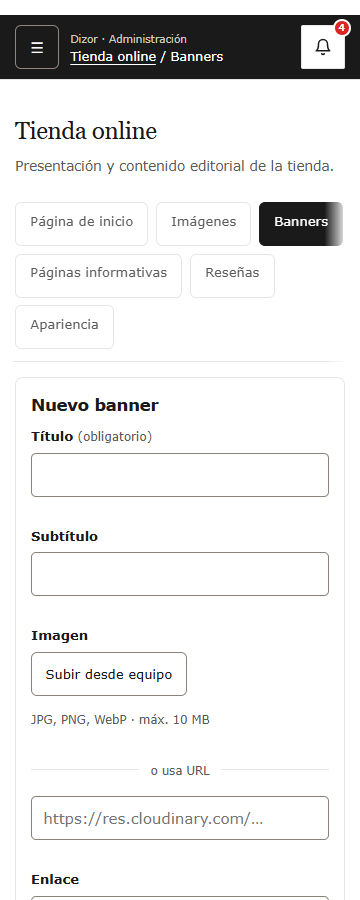 ☰
Dizor · Administración
Tienda online / Banners
4
Tienda online
Presentación y contenido editorial de la tienda.
Página de inicio
Imágenes
Banners
Páginas informativas
Reseñas
Apariencia
Nuevo banner
Título (obligatorio)
Subtítulo
Imagen
Subir desde equipo
JPG, PNG, WebP · máx. 10 MB
o usa URL
https://res.cloudinary.com/...
Enlace